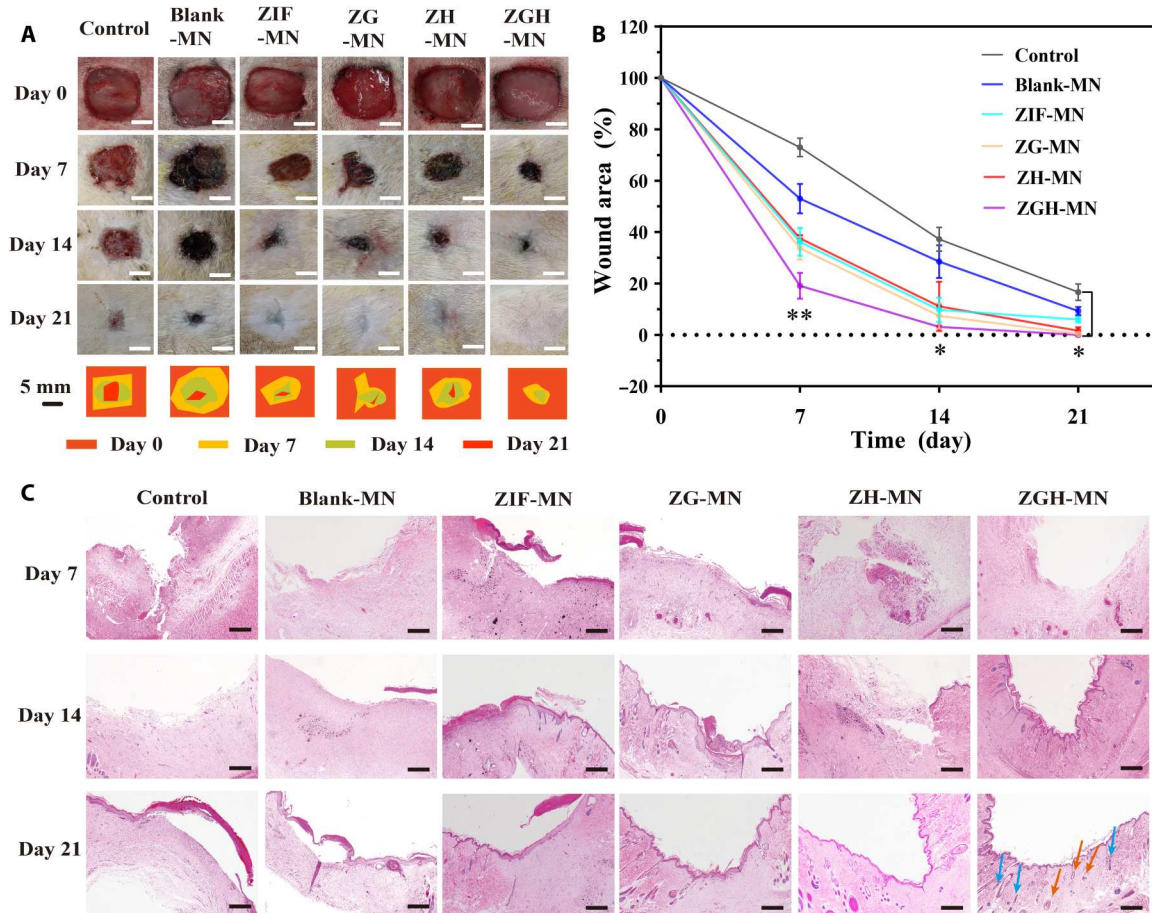 A
Control
Blank
-MN
ZIF
-MN
ZG
-MN
ZH
-MN
ZGH
-MN
Day 0
Day 7
Day 14
Day 21
5 mm
Day 0
Day 7
Day 14
Day 21
B
Wound area (%)
120
100
80
60
40
20
0
−20
0
7
14
21
Time (day)
Control
Blank-MN
ZIF-MN
ZG-MN
ZH-MN
ZGH-MN
**
*
*
C
Control
Blank-MN
ZIF-MN
ZG-MN
ZH-MN
ZGH-MN
Day 7
Day 14
Day 21